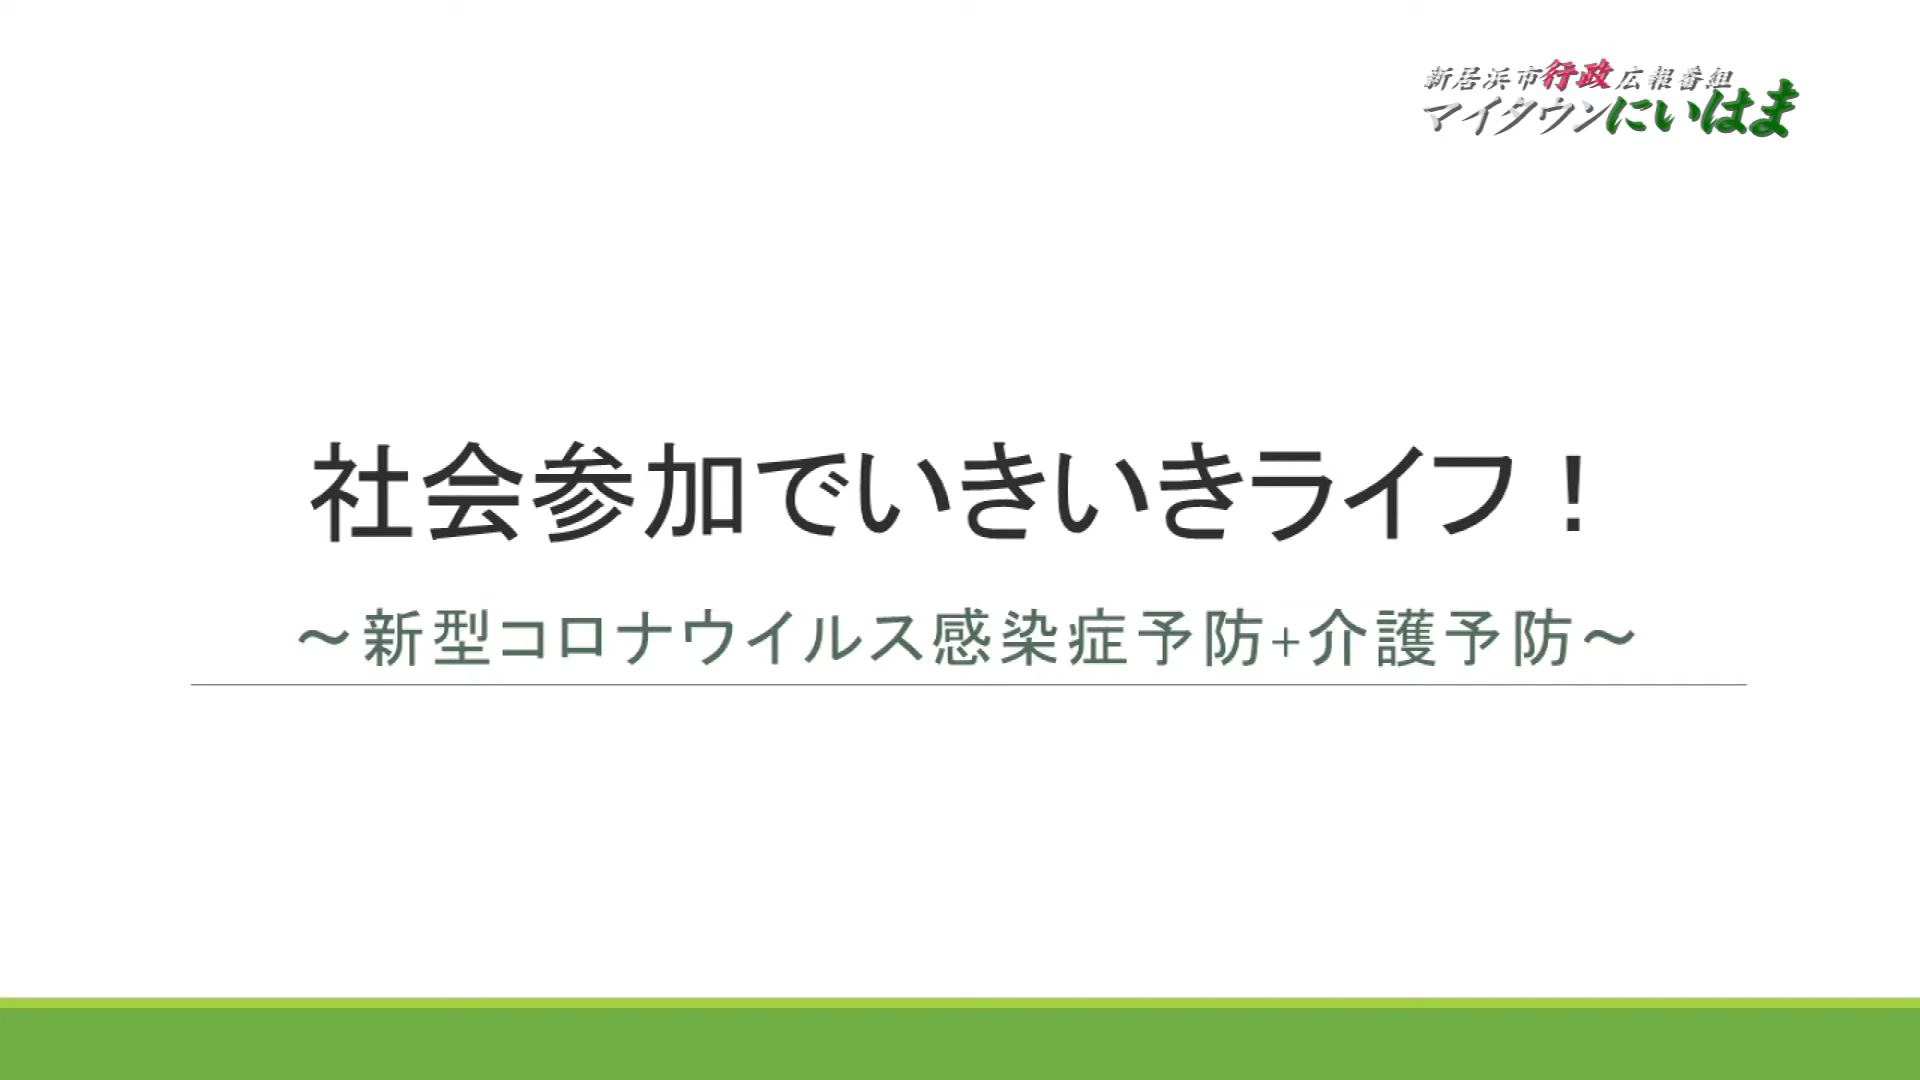 新居浜市行政広報番組
マイタウンにいはま
社会参加でいきいきライフ！
～新型コロナウイルス感染症予防+介護予防～